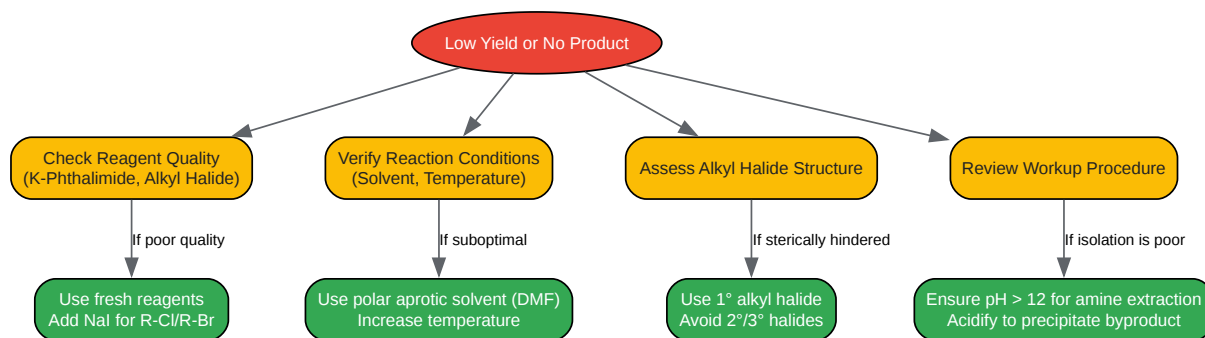 Low Yield or No Product
Check Reagent Quality
(K-Phthalimide, Alkyl Halide)
Verify Reaction Conditions
(Solvent, Temperature)
Assess Alkyl Halide Structure
Review Workup Procedure
If poor quality
If suboptimal
If sterically hindered
If isolation is poor
Use fresh reagents
Add NaI for R-Cl/R-Br
Use polar aprotic solvent (DMF)
Increase temperature
Use 1° alkyl halide
Avoid 2°/3° halides
Ensure pH > 12 for amine extraction
Acidify to precipitate byproduct